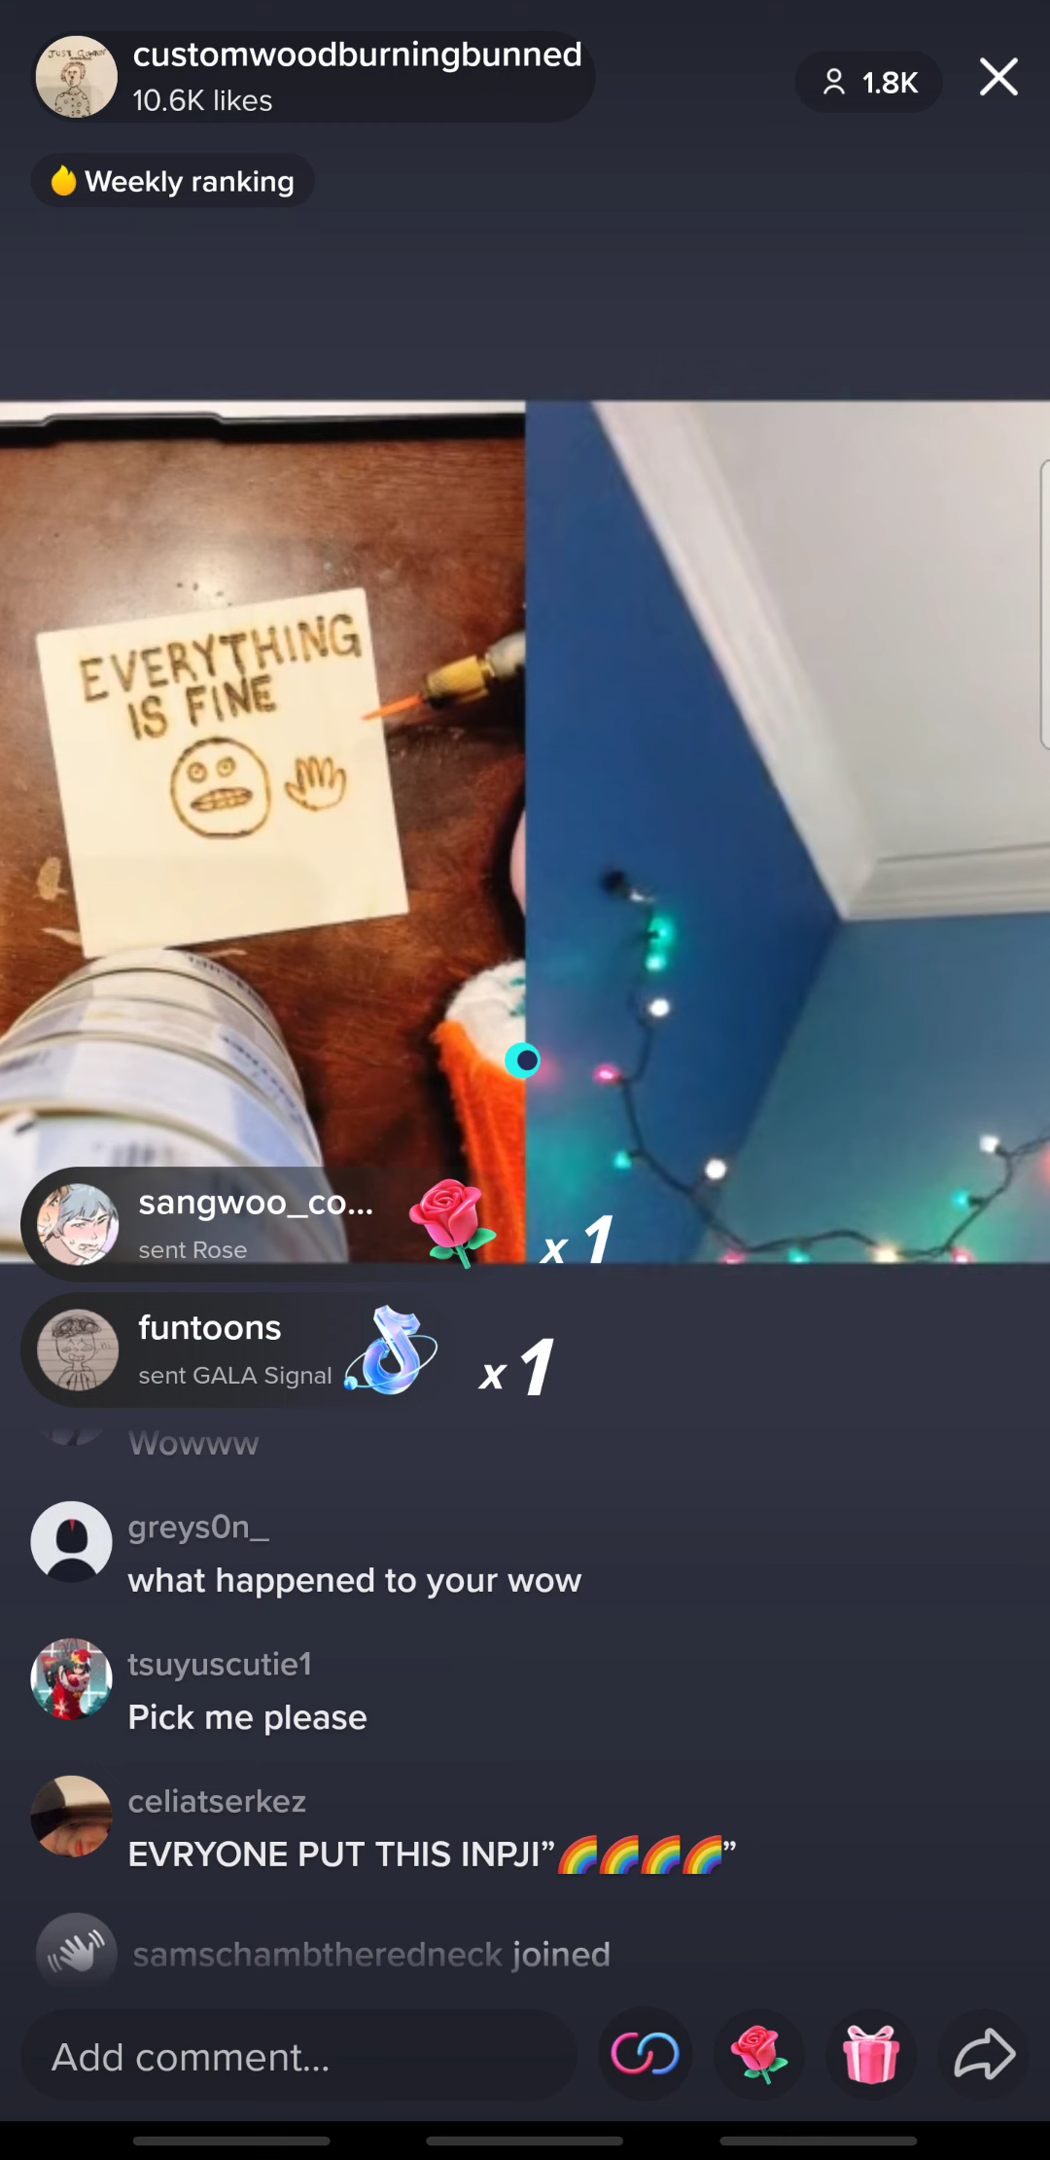 customwoodburningbunned
10.6K likes
1.8K
Weekly ranking
EVERYTHING
IS FINE
sangwoo_co...
sent Rose
x 1
funtoons
sent GALA Signal
x 1
Wowww
greys0n_
what happened to your wow
tsuyuscutie1
Pick me please
celiatserkez
EVRYONE PUT THIS INPJI”🌈🌈🌈🌈”
samschambtheredneck joined
Add comment...